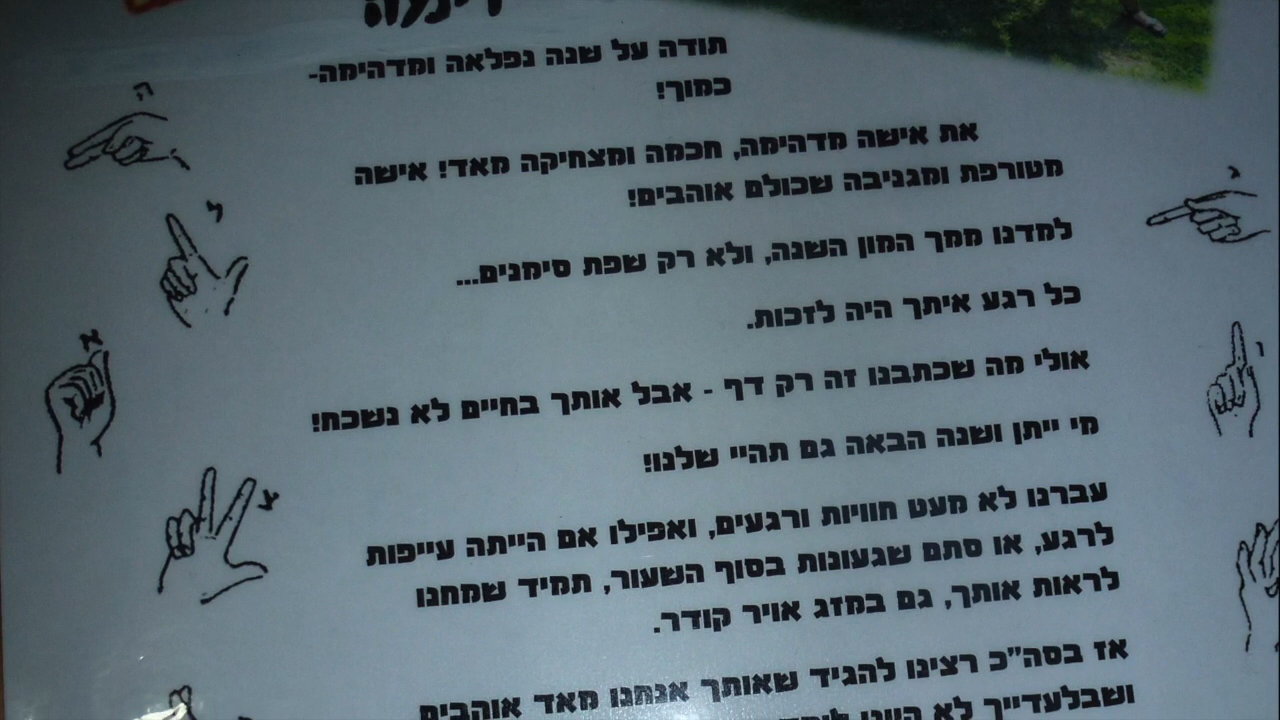 תודה על שנה נפלאה ומדהימה-
כמוך!
את אישה מדהימה, חכמה ומצחיקה מאד! אישה
מטורפת ומגניבה שכולם אוהבים!
למדנו ממך המון השנה, ולא רק שפת סימנים...
כל רגע איתך היה לזכות.
אולי מה שכתבנו זה רק דף - אבל אותך בחיים לא נשכח!
מי ייתן ושנה הבאה גם תהיי שלנו!
עברנו לא מעט חוויות ורגעים, ואפילו אם הייתה עייפות
לרגע, או סתם שגעונות בסוף השעור, תמיד שמחנו
לראות אותך, גם במזג אויר קודר.
אז בסה"כ רצינו להגיד שאותך אנחנו מאד אוהבים
ושבלעדייך לא היינו
ה
ל
א
צ
ג
ו